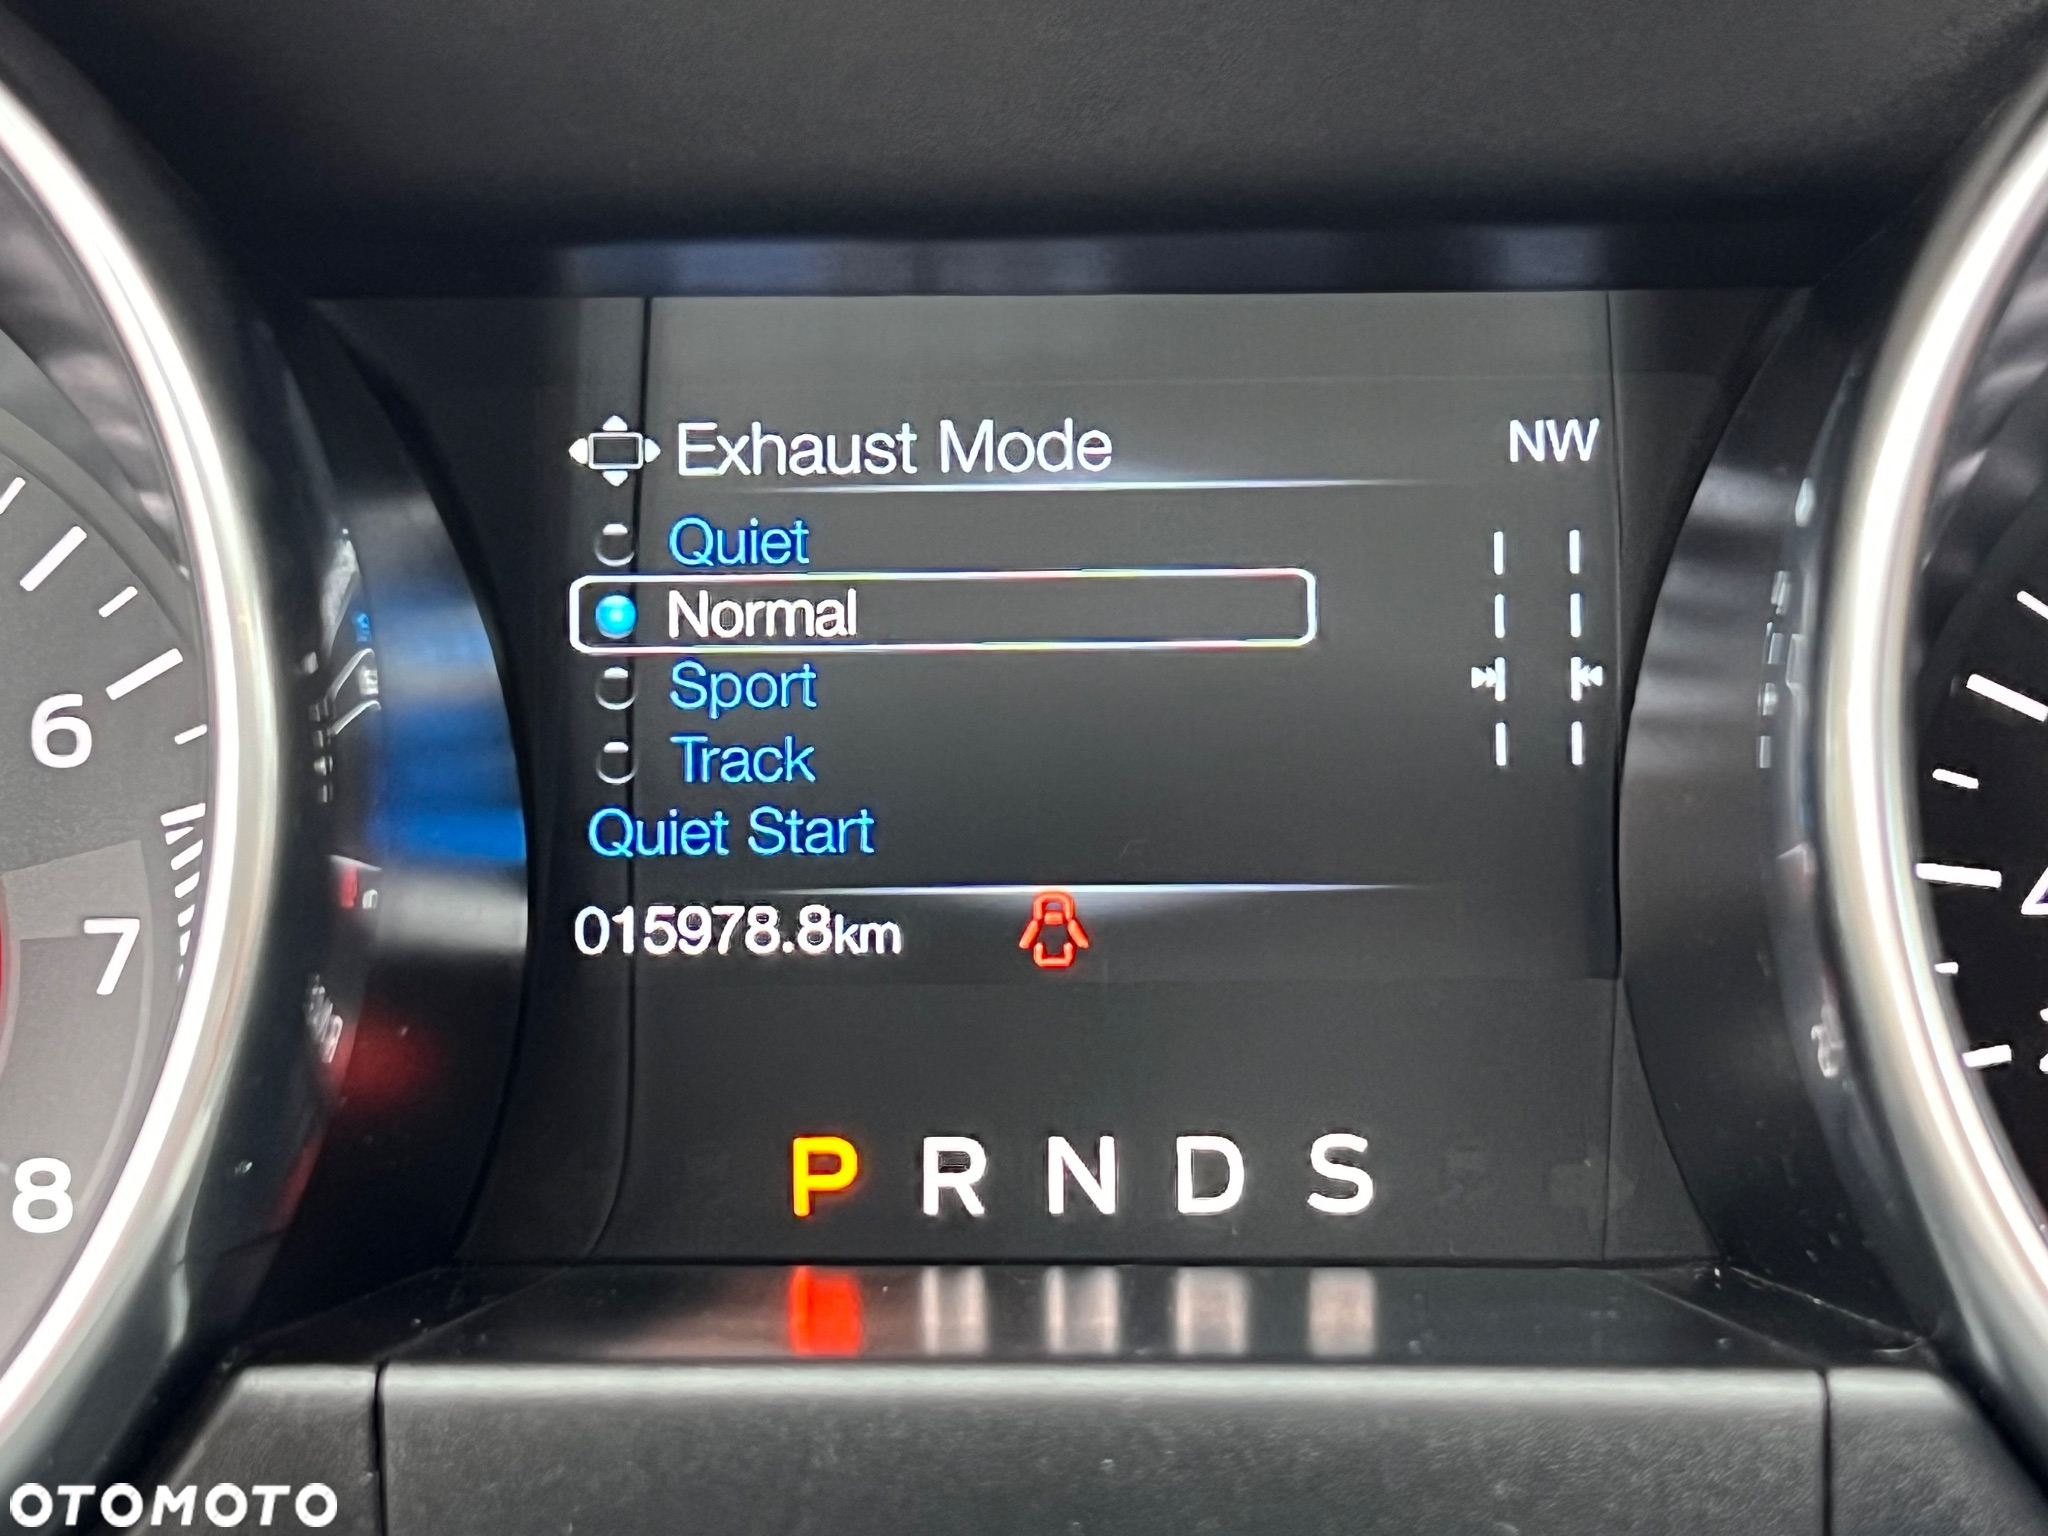 Exhaust Mode NW
Quiet
Normal
Sport
Track
Quiet Start
015978.8km
P R N D S
6
7
8
OTOMOTO